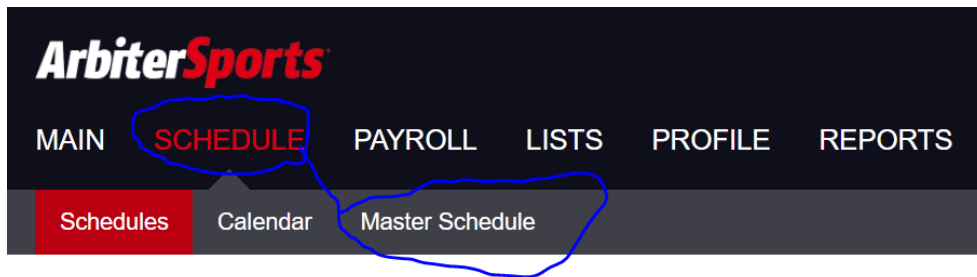 ArbiterSports
MAIN SCHEDULE PAYROLL LISTS PROFILE REPORTS
Schedules Calendar Master Schedule